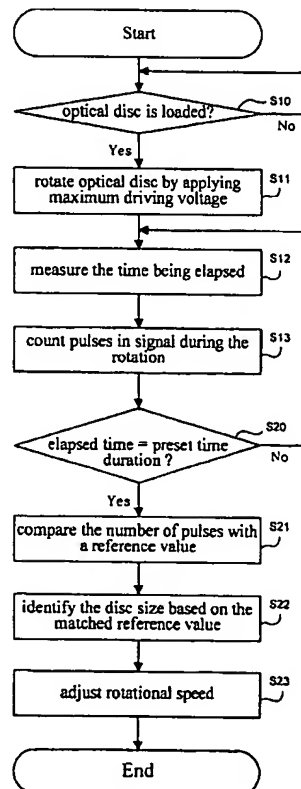 Start
S10
optical disc is loaded?
No
Yes
S11
rotate optical disc by applying
maximum driving voltage
S12
measure the time being elapsed
S13
count pulses in signal during the
rotation
S20
elapsed time = preset time
duration ?
No
Yes
S21
compare the number of pulses with
a reference value
S22
identify the disc size based on the
matched reference value
S23
adjust rotational speed
End